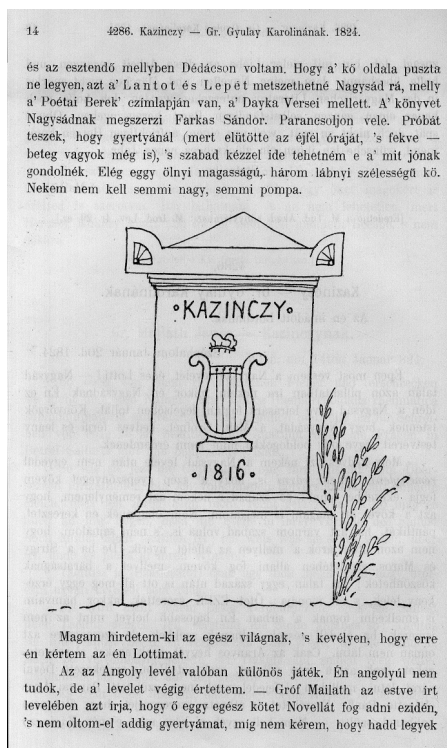 14 4286. Kazinczy — Gr. Gyulay Karolinának. 1824.
és az esztendő mellyben Dédácson voltam. Hogy a' kő oldala puszta
ne legyen, azt a' Lantot és Lepét metszethetné Nagysád rá, melly
a' Poétai Berek' czímlapján van, a' Dayka Versei mellett. A' könyvet
Nagysádnak megszerzi Farkas Sándor. Parancsoljon vele. Próbát
teszek, hogy gyertyánál (mert elütötte az éjfél óráját, 's fekve —
beteg vagyok még is), 's szabad kézzel ide tehetném e a' mit jónak
gondolnék. Elég egy ölnyi magasságú, három lábnyi szélességű kő.
Nekem nem kell semmi nagy, semmi pompa.
KAZINCZY
1816
Magam hirdetem-ki az egész világnak, 's kevélyen, hogy erre
én kértem az én Lottimat.
Az az Angoly levél valóban különös játék. Én angolyúl nem
tudok, de a' levelet végig értettem. — Gróf Mailath az estve írt
levelében azt írja, hogy ő eggy egész kötet Novellát fog adni ezidén,
's nem oltom-el addig gyertyámat, míg nem kérem, hogy hadd legyek